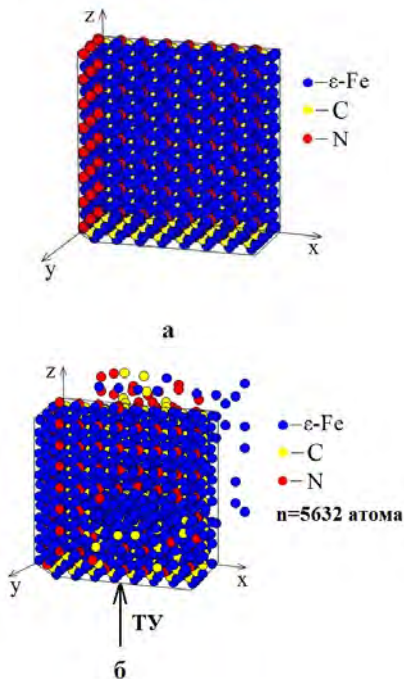 z
–ε-Fe
–C
–N
x
y
а
z
–ε-Fe
–C
–N
n=5632 атома
y
x
ТУ
б